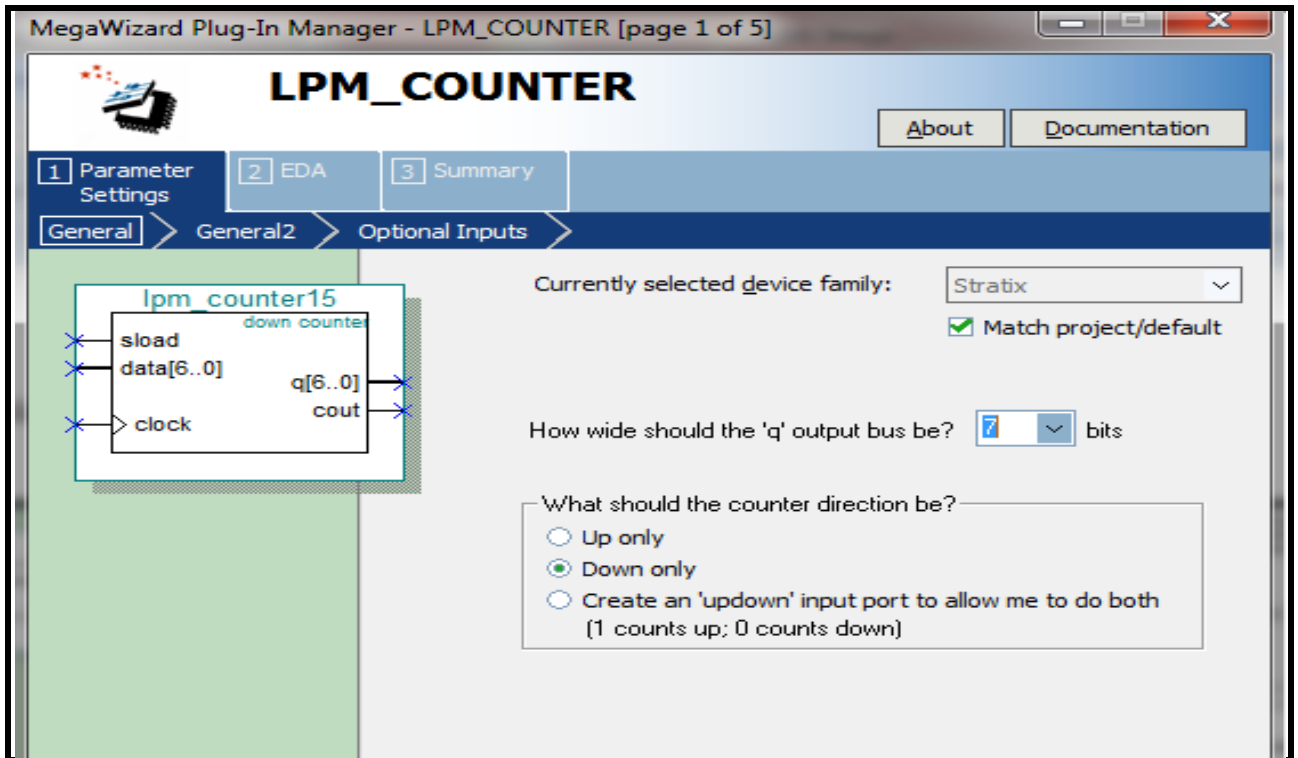 MegaWizard Plug-In Manager - LPM_COUNTER [page 1 of 5]
LPM_COUNTER
About
Documentation
1 Parameter Settings
2 EDA
3 Summary
General
General2
Optional Inputs
lpm_counter15
down counter
sload
data[6..0]
q[6..0]
cout
clock
Currently selected device family:
Stratix
Match project/default
How wide should the 'q' output bus be?
7
bits
What should the counter direction be?
Up only
Down only
Create an 'updown' input port to allow me to do both
(1 counts up; 0 counts down)